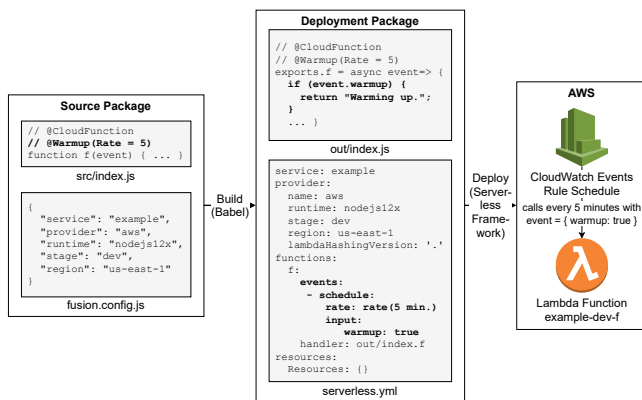 Source Package
// @CloudFunction
// @Warmup(Rate = 5)
function f(event) { ... }
src/index.js
{
"service": "example",
"provider": "aws",
"runtime": "nodejs12x",
"stage": "dev",
"region": "us-east-1"
}
fusion.config.js
Build
(Babel)
Deployment Package
// @CloudFunction
// @Warmup(Rate = 5)
exports.f = async event=> {
if (event.warmup) {
return "Warming up.";
}
... }
out/index.js
service: example
provider:
name: aws
runtime: nodejs12x
stage: dev
region: us-east-1
lambdaHashingVersion: '.'
functions:
f:
events:
- schedule:
rate: rate(5 min.)
input:
warmup: true
handler: out/index.f
resources:
Resources: {}
serverless.yml
Deploy
(Server-
less
Frame-
work)
AWS
CloudWatch Events
Rule Schedule
calls every 5 minutes with
event = { warmup: true }
Lambda Function
example-dev-f